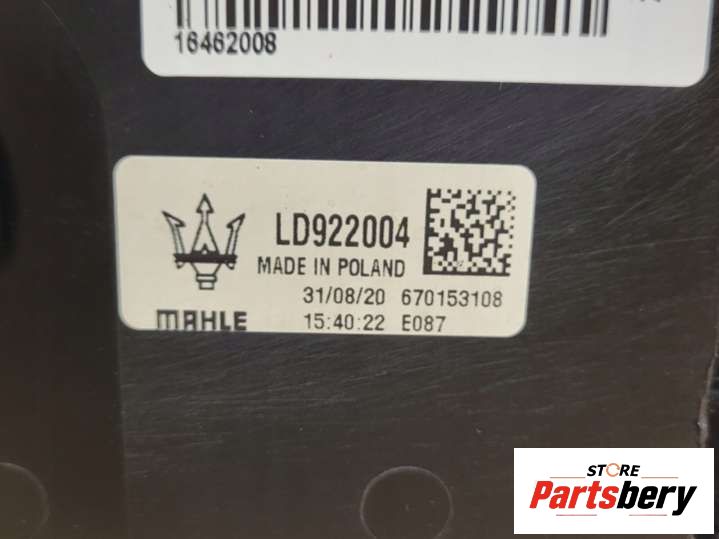 16462008
LD922004
MADE IN POLAND
31/08/20 670153108
MAHLE 15:40:22 E087
STORE
Partsbery